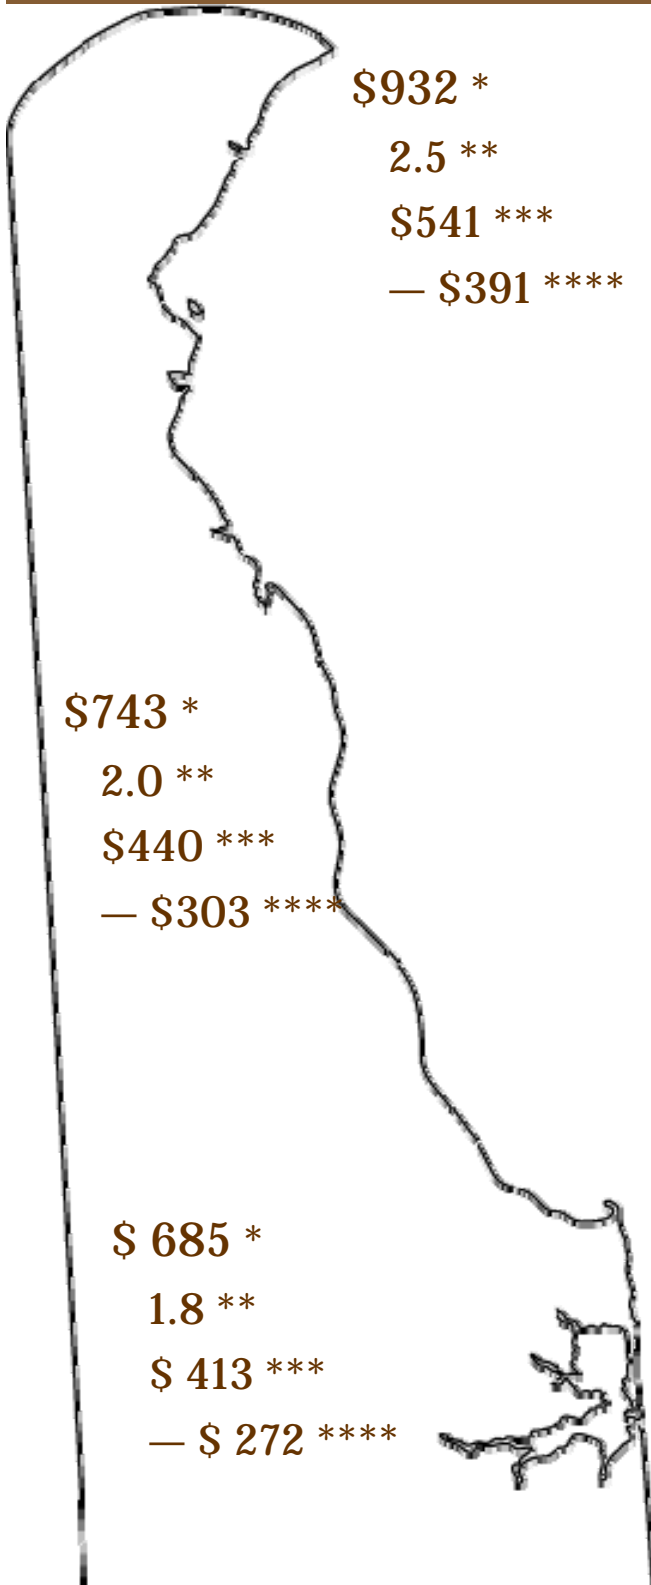 $932 *
2.5 **
$541 ***
— $391 ****
$743 *
2.0 **
$440 ***
— $303 ****
$ 685 *
1.8 **
$ 413 ***
— $ 272 ****